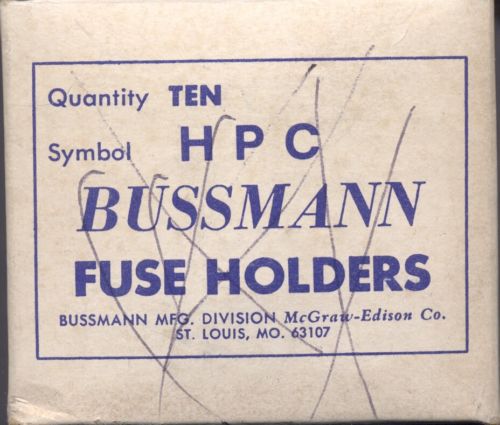 Quantity TEN
Symbol HPC
BUSSMANN
FUSE HOLDERS
BUSSMANN MFG. DIVISION McGraw-Edison Co.
ST. LOUIS, MO. 63107